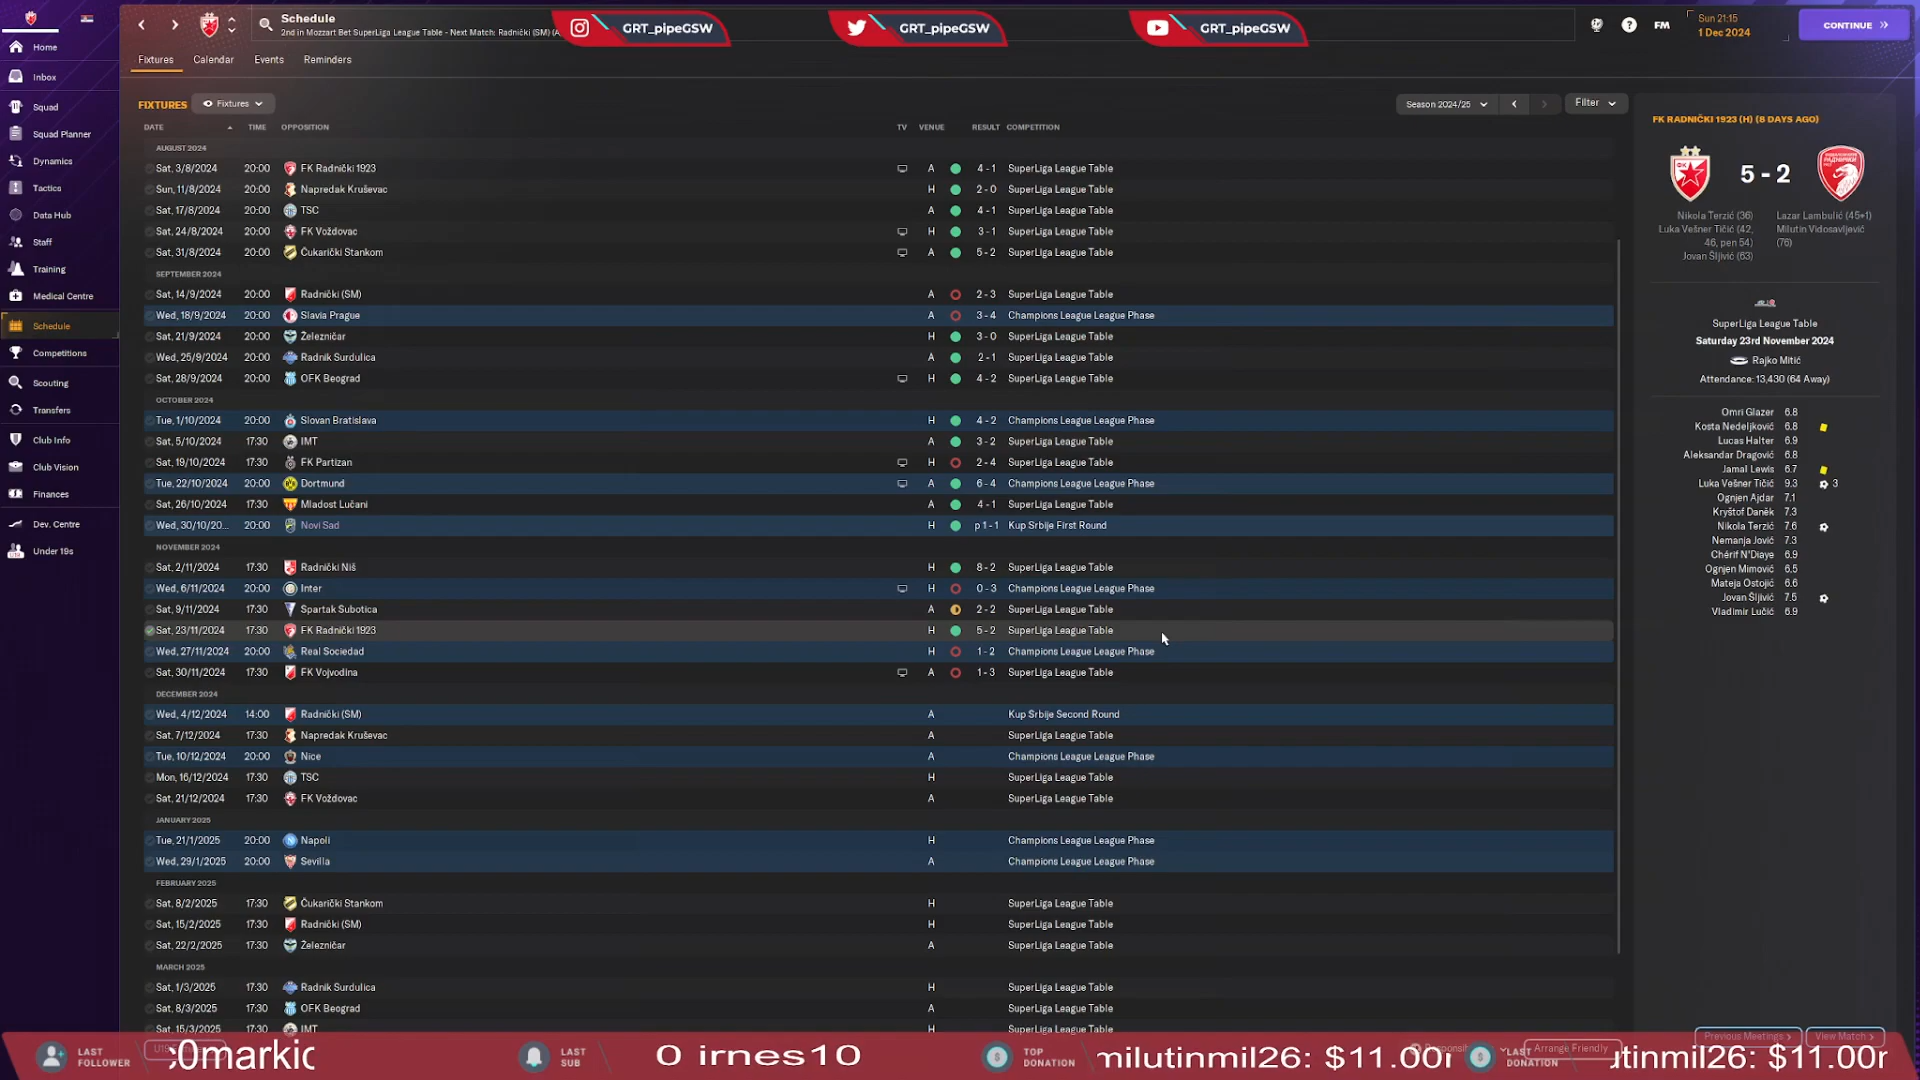 Schedule
2nd in Mozzart Bet SuperLiga League Table - Next Match: Radnički (SM) (A
GRT_pipeGSW
GRT_pipeGSW
GRT_pipeGSW
FM
Sun 21:15
1 Dec 2024
CONTINUE
Fixtures
Calendar
Events
Reminders
Home
Inbox
Squad
Squad Planner
Dynamics
Tactics
Data Hub
Staff
Training
Medical Centre
Schedule
Competitions
Scouting
Transfers
Club Info
Club Vision
Finances
Dev. Centre
Under 19s
FIXTURES Fixtures
Season 2024/25
Filter
DATE TIME OPPOSITION TV VENUE RESULT COMPETITION
AUGUST 2024
Sat, 3/8/2024 20:00 FK Radnički 1923 A 4 - 1 SuperLiga League Table
Sun, 11/8/2024 20:00 Napredak Kruševac H 2 - 0 SuperLiga League Table
Sat, 17/8/2024 20:00 TSC A 4 - 1 SuperLiga League Table
Sat, 24/8/2024 20:00 FK Voždovac H 3 - 1 SuperLiga League Table
Sat, 31/8/2024 20:00 Čukarički Stankom A 5 - 2 SuperLiga League Table
SEPTEMBER 2024
Sat, 14/9/2024 20:00 Radnički (SM) A 2 - 3 SuperLiga League Table
Wed, 18/9/2024 20:00 Slavia Prague A 3 - 4 Champions League League Phase
Sat, 21/9/2024 20:00 Železničar H 3 - 0 SuperLiga League Table
Wed, 25/9/2024 20:00 Radnik Surdulica A 2 - 1 SuperLiga League Table
Sat, 28/9/2024 20:00 OFK Beograd H 4 - 2 SuperLiga League Table
OCTOBER 2024
Tue, 1/10/2024 20:00 Slovan Bratislava H 4 - 2 Champions League League Phase
Sat, 5/10/2024 17:30 IMT A 3 - 2 SuperLiga League Table
Sat, 19/10/2024 17:30 FK Partizan H 2 - 4 SuperLiga League Table
Tue, 22/10/2024 20:00 Dortmund A 6 - 4 Champions League League Phase
Sat, 26/10/2024 17:30 Mladost Lučani A 4 - 1 SuperLiga League Table
Wed, 30/10/20... 20:00 Novi Sad H p 1 - 1 Kup Srbije First Round
NOVEMBER 2024
Sat, 2/11/2024 17:30 Radnički Niš H 8 - 2 SuperLiga League Table
Wed, 6/11/2024 20:00 Inter H 0 - 3 Champions League League Phase
Sat, 9/11/2024 17:30 Spartak Subotica A 2 - 2 SuperLiga League Table
Sat, 23/11/2024 17:30 FK Radnički 1923 H 5 - 2 SuperLiga League Table
Wed, 27/11/2024 20:00 Real Sociedad H 1 - 2 Champions League League Phase
Sat, 30/11/2024 17:30 FK Vojvodina A 1 - 3 SuperLiga League Table
DECEMBER 2024
Wed, 4/12/2024 14:00 Radnički (SM) A Kup Srbije Second Round
Sat, 7/12/2024 17:30 Napredak Kruševac A SuperLiga League Table
Tue, 10/12/2024 20:00 Nice A Champions League League Phase
Mon, 16/12/2024 17:30 TSC H SuperLiga League Table
Sat, 21/12/2024 17:30 FK Voždovac A SuperLiga League Table
JANUARY 2025
Tue, 21/1/2025 20:00 Napoli H Champions League League Phase
Wed, 29/1/2025 20:00 Sevilla A Champions League League Phase
FEBRUARY 2025
Sat, 8/2/2025 17:30 Čukarički Stankom H SuperLiga League Table
Sat, 15/2/2025 17:30 Radnički (SM) H SuperLiga League Table
Sat, 22/2/2025 17:30 Železničar A SuperLiga League Table
MARCH 2025
Sat, 1/3/2025 17:30 Radnik Surdulica H SuperLiga League Table
Sat, 8/3/2025 17:30 OFK Beograd A SuperLiga League Table
Sat, 15/3/2025 17:30 IMT H SuperLiga League Table
FK RADNIČKI 1923 (H) (8 DAYS AGO)
5 - 2
Nikola Terzić (36)
Luka Vešner Tičić (42,
46, pen 54)
Jovan Šljivić (63)
Lazar Lambulić (45+1)
Milutin Vidosavljević
(76)
SuperLiga League Table
Saturday 23rd November 2024
Rajko Mitić
Attendance: 13,430 (64 Away)
Omri Glazer 6.8
Kosta Nedeljković 6.8
Lucas Halter 6.9
Aleksandar Dragović 6.8
Jamal Lewis 6.7
Luka Vešner Tičić 9.3 3
Ognjen Ajdar 7.1
Kryštof Daněk 7.3
Nikola Terzić 7.6
Nemanja Jović 7.3
Chérif N'Diaye 6.9
Ognjen Mimović 6.5
Mateja Ostojić 6.6
Jovan Šljivić 7.5
Vladimir Lučić 6.9
Previous Meetings
View Match
Arrange Friendly
LAST FOLLOWER
LAST SUB
0 irnes10
TOP DONATION
milutinmil26: $11.00
LAST DONATION
tinmil26: $11.00